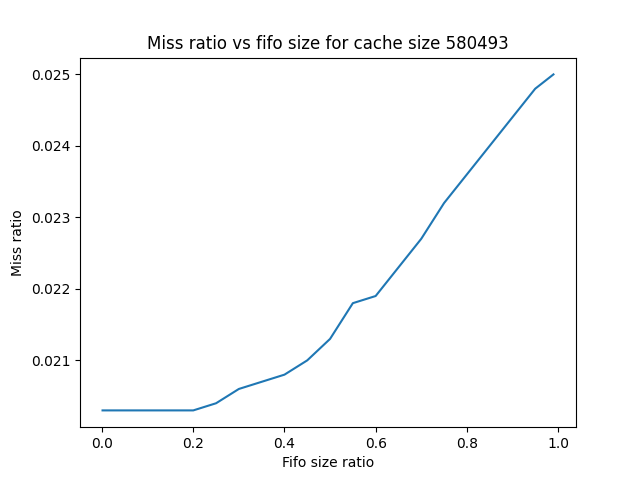 Miss ratio vs fifo size for cache size 580493
0.025
0.024
0.023
0.022
0.021
Miss ratio
0.0 0.2 0.4 0.6 0.8 1.0
Fifo size ratio